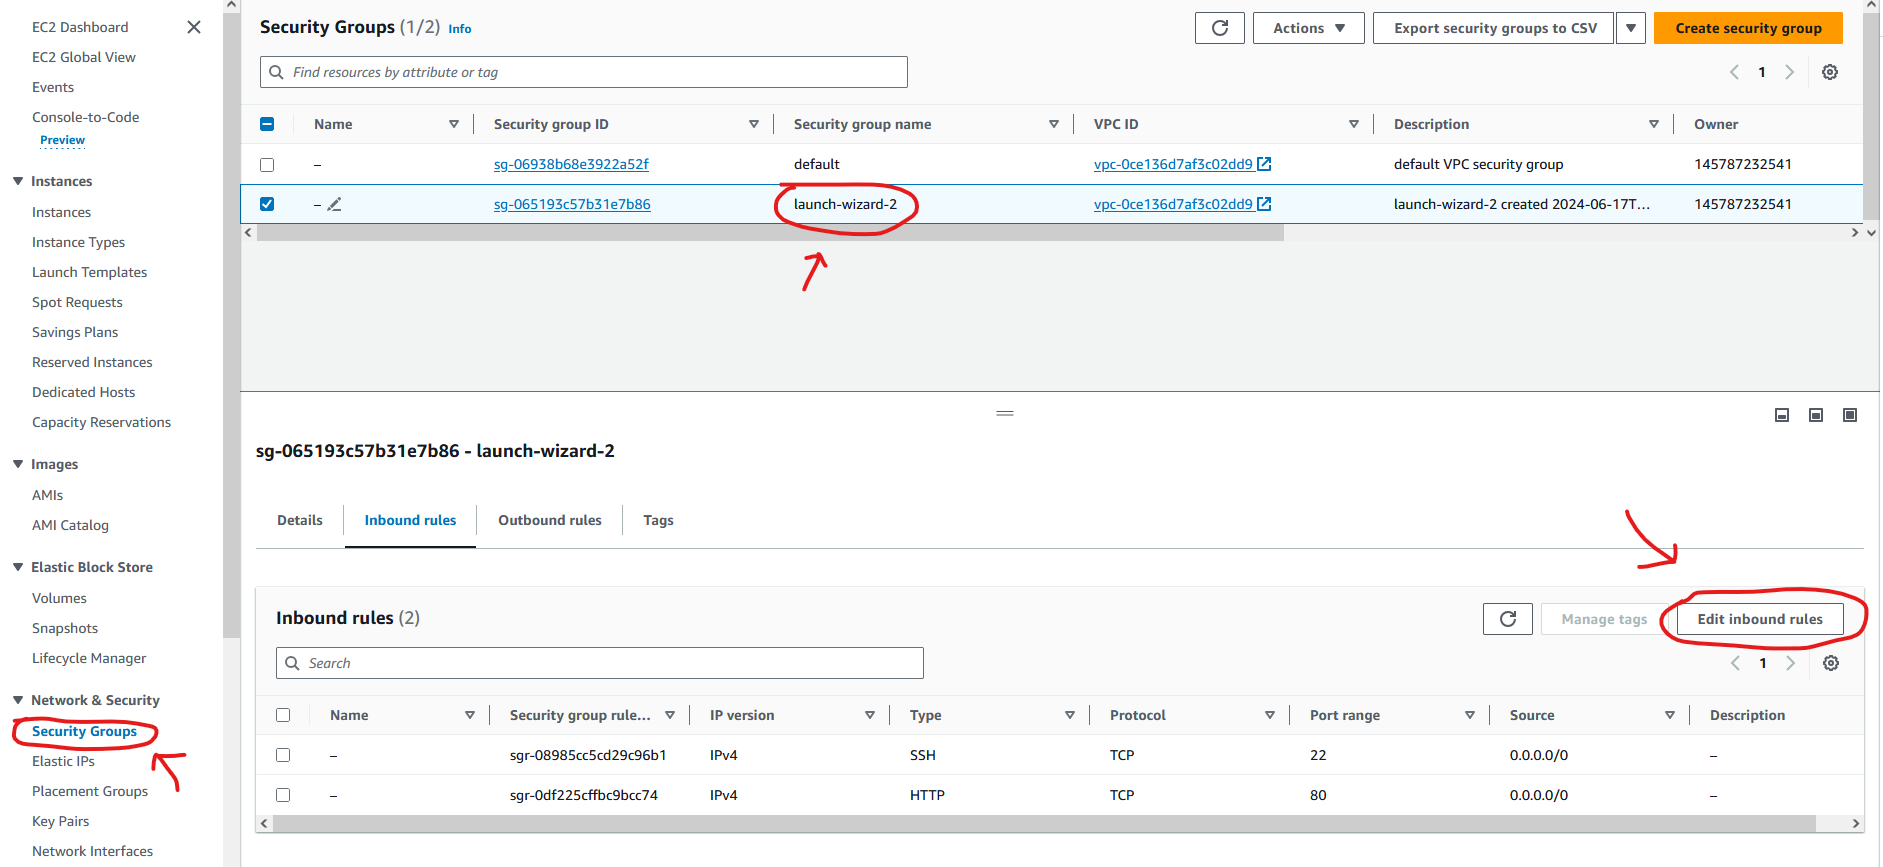 EC2 Dashboard
EC2 Global View
Events
Console-to-Code
Preview
Instances
Instances
Instance Types
Launch Templates
Spot Requests
Savings Plans
Reserved Instances
Dedicated Hosts
Capacity Reservations
Images
AMIs
AMI Catalog
Elastic Block Store
Volumes
Snapshots
Lifecycle Manager
Network & Security
Security Groups
Elastic IPs
Placement Groups
Key Pairs
Network Interfaces
Security Groups (1/2) Info
Actions
Export security groups to CSV
Create security group
Find resources by attribute or tag
1
Name Security group ID Security group name VPC ID Description Owner
– sg-06938b68e3922a52f default vpc-0ce136d7af3c02dd9 default VPC security group 145787232541
– sg-065193c57b31e7b86 launch-wizard-2 vpc-0ce136d7af3c02dd9 launch-wizard-2 created 2024-06-17T... 145787232541
sg-065193c57b31e7b86 - launch-wizard-2
Details Inbound rules Outbound rules Tags
Inbound rules (2)
Manage tags
Edit inbound rules
Search
1
Name Security group rule... IP version Type Protocol Port range Source Description
– sgr-08985cc5cd29c96b1 IPv4 SSH TCP 22 0.0.0.0/0 –
– sgr-0df225cffbc9bcc74 IPv4 HTTP TCP 80 0.0.0.0/0 –